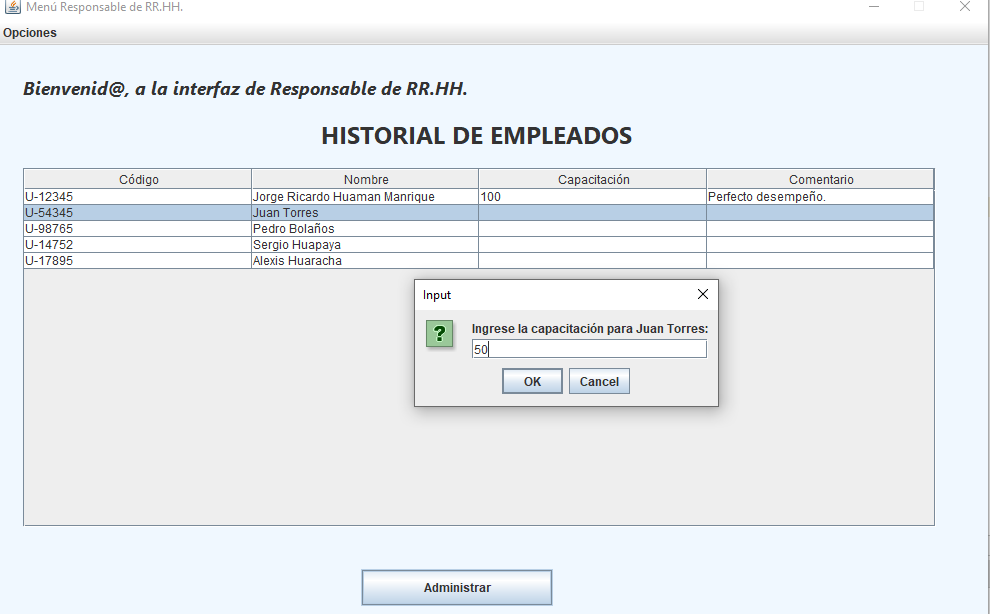 Menú Responsable de RR.HH.
Opciones
Bienvenid@, a la interfaz de Responsable de RR.HH.
HISTORIAL DE EMPLEADOS
Código Nombre Capacitación Comentario
U-12345 Jorge Ricardo Huaman Manrique 100 Perfecto desempeño.
U-54345 Juan Torres
U-98765 Pedro Bolaños
U-14752 Sergio Huapaya
U-17895 Alexis Huaracha
Input
? Ingrese la capacitación para Juan Torres:
50
OK Cancel
Administrar